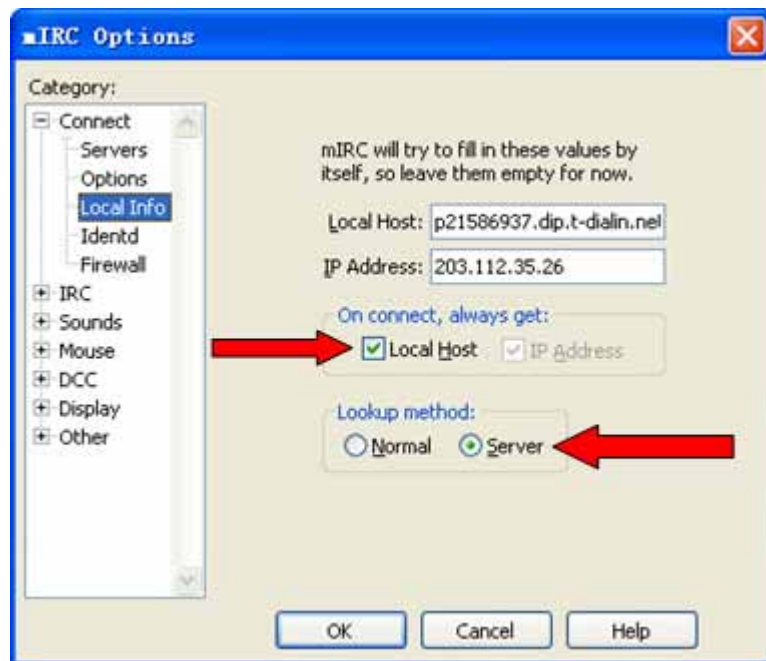 mIRC Options
Category:
Connect
Servers
Options
Local Info
Identd
Firewall
IRC
Sounds
Mouse
DCC
Display
Other
mIRC will try to fill in these values by
itself, so leave them empty for now.
Local Host: p21586937.dip.t-dialin.nel
IP Address: 203.112.35.26
On connect, always get:
Local Host IP Address
Lookup method:
Normal Server
OK Cancel Help